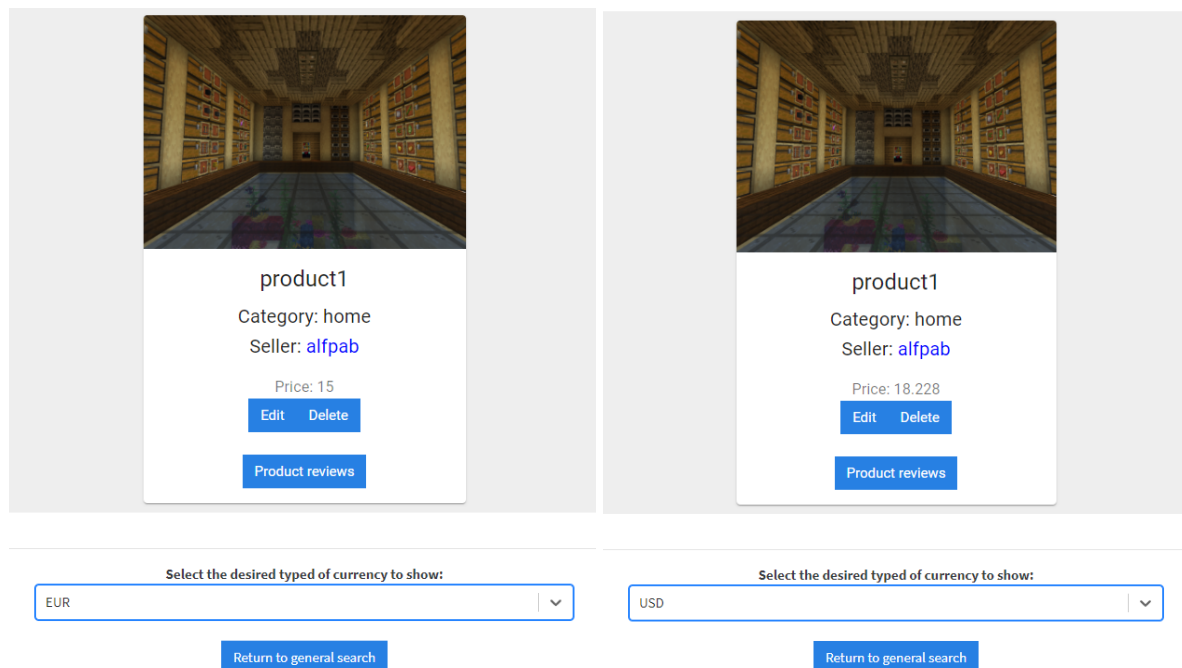 product1
Category: home
Seller: alfpab
Price: 15
Edit Delete
Product reviews
Select the desired typed of currency to show:
EUR
Return to general search
product1
Category: home
Seller: alfpab
Price: 18.228
Edit Delete
Product reviews
Select the desired typed of currency to show:
USD
Return to general search